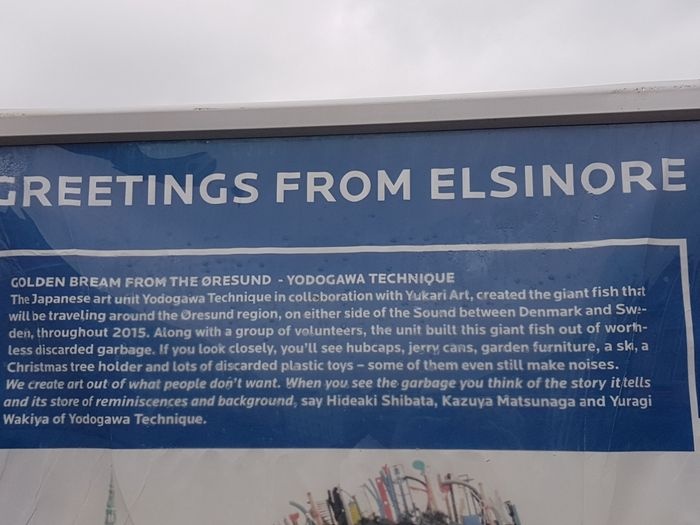 GREETINGS FROM ELSINORE
GOLDEN BREAM FROM THE ØRESUND - YODOGAWA TECHNIQUE
The Japanese art unit Yodogawa Technique in collaboration with Yukari Art, created the giant fish that
will be traveling around the Øresund region, on either side of the Sound between Denmark and Swe-
den, throughout 2015. Along with a group of volunteers, the unit built this giant fish out of worth-
less discarded garbage. If you look closely, you'll see hubcaps, jerry cans, garden furniture, a ski, a
Christmas tree holder and lots of discarded plastic toys – some of them even still make noises.
We create art out of what people don't want. When you see the garbage you think of the story it tells
and its store of reminiscences and background, say Hideaki Shibata, Kazuya Matsunaga and Yuragi
Wakiya of Yodogawa Technique.